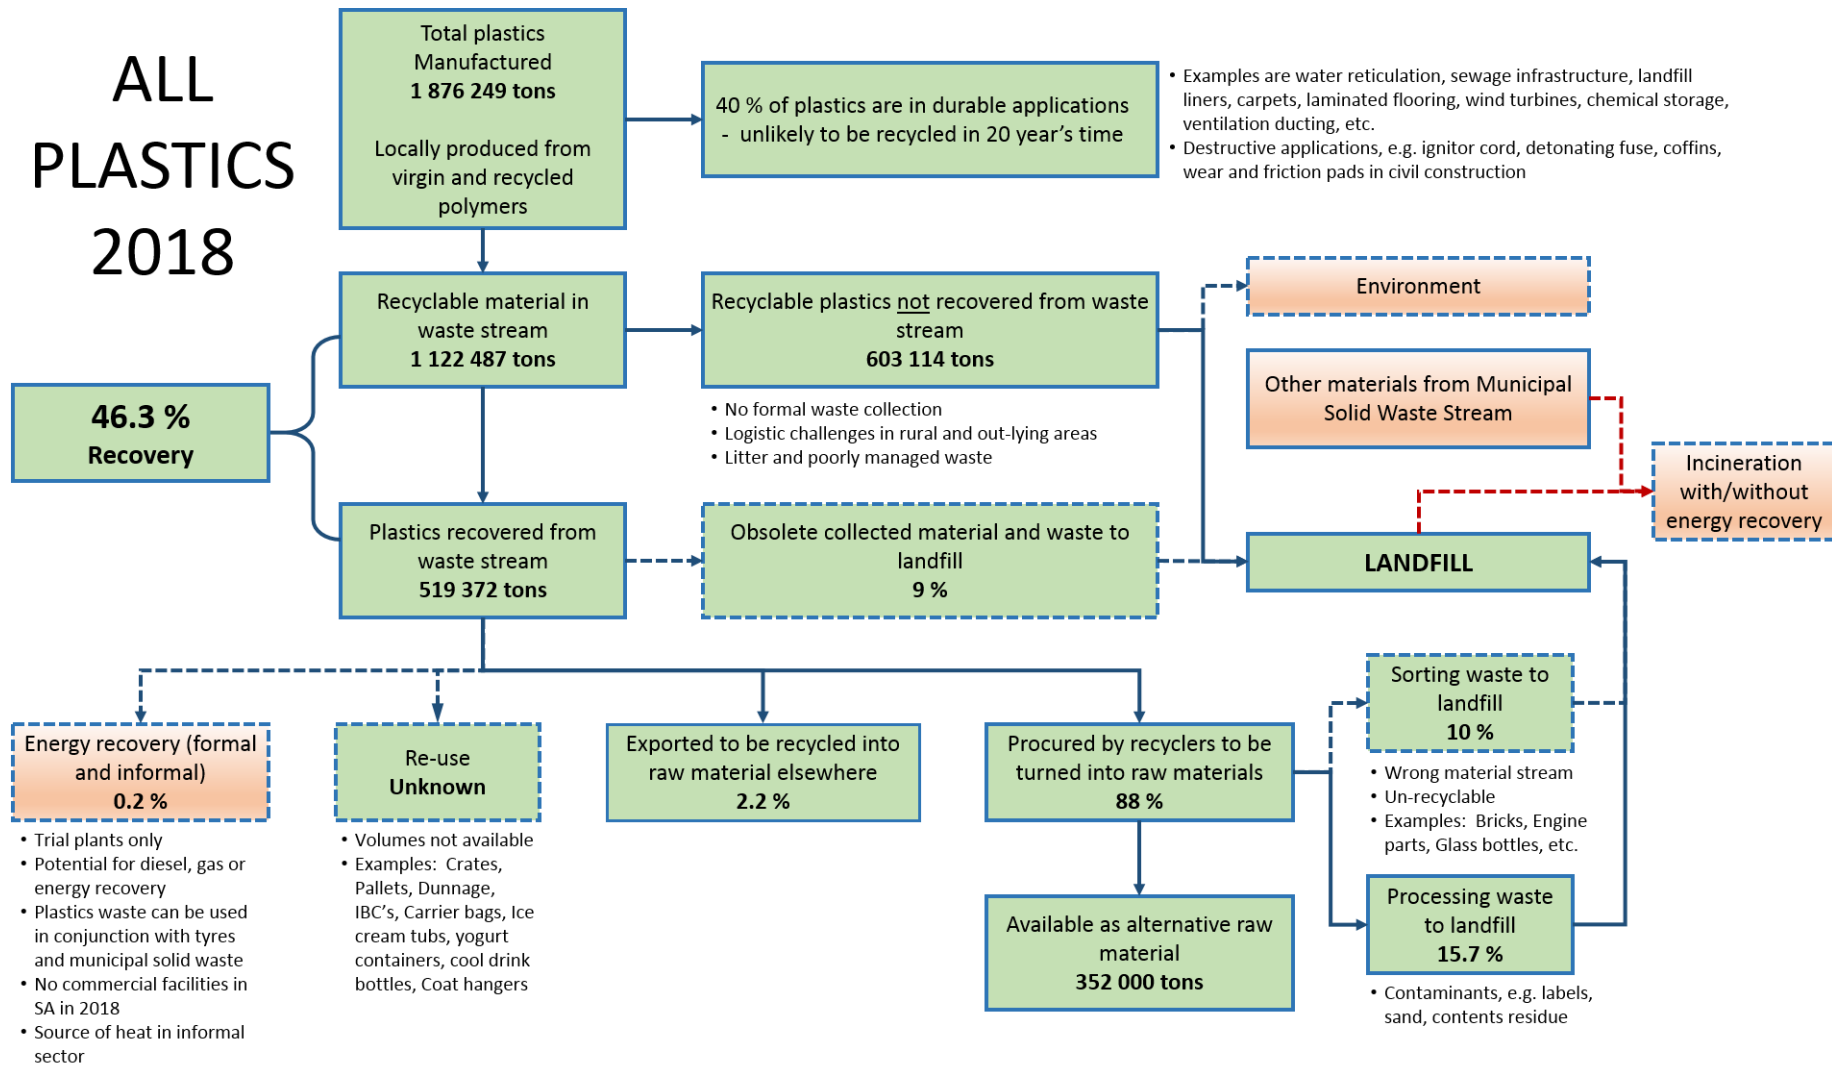 ALL
PLASTICS
2018
Total plastics
Manufactured
1 876 249 tons
Locally produced from
virgin and recycled
polymers
40 % of plastics are in durable applications
- unlikely to be recycled in 20 year's time
• Examples are water reticulation, sewage infrastructure, landfill
liners, carpets, laminated flooring, wind turbines, chemical storage,
ventilation ducting, etc.
• Destructive applications, e.g. ignitor cord, detonating fuse, coffins,
wear and friction pads in civil construction
46.3 %
Recovery
Recyclable material in
waste stream
1 122 487 tons
Recyclable plastics not recovered from waste
stream
603 114 tons
• No formal waste collection
• Logistic challenges in rural and out-lying areas
• Litter and poorly managed waste
Environment
Other materials from Municipal
Solid Waste Stream
Incineration
with/without
energy recovery
Plastics recovered from
waste stream
519 372 tons
Obsolete collected material and waste to
landfill
9 %
LANDFILL
Energy recovery (formal
and informal)
0.2 %
• Trial plants only
• Potential for diesel, gas or
energy recovery
• Plastics waste can be used
in conjunction with tyres
and municipal solid waste
• No commercial facilities in
SA in 2018
• Source of heat in informal
sector
Re-use
Unknown
• Volumes not available
• Examples: Crates,
Pallets, Dunnage,
IBC's, Carrier bags, Ice
cream tubs, yogurt
containers, cool drink
bottles, Coat hangers
Exported to be recycled into
raw material elsewhere
2.2 %
Procured by recyclers to be
turned into raw materials
88 %
Available as alternative raw
material
352 000 tons
Sorting waste to
landfill
10 %
• Wrong material stream
• Un-recyclable
• Examples: Bricks, Engine
parts, Glass bottles, etc.
Processing waste
to landfill
15.7 %
• Contaminants, e.g. labels,
sand, contents residue